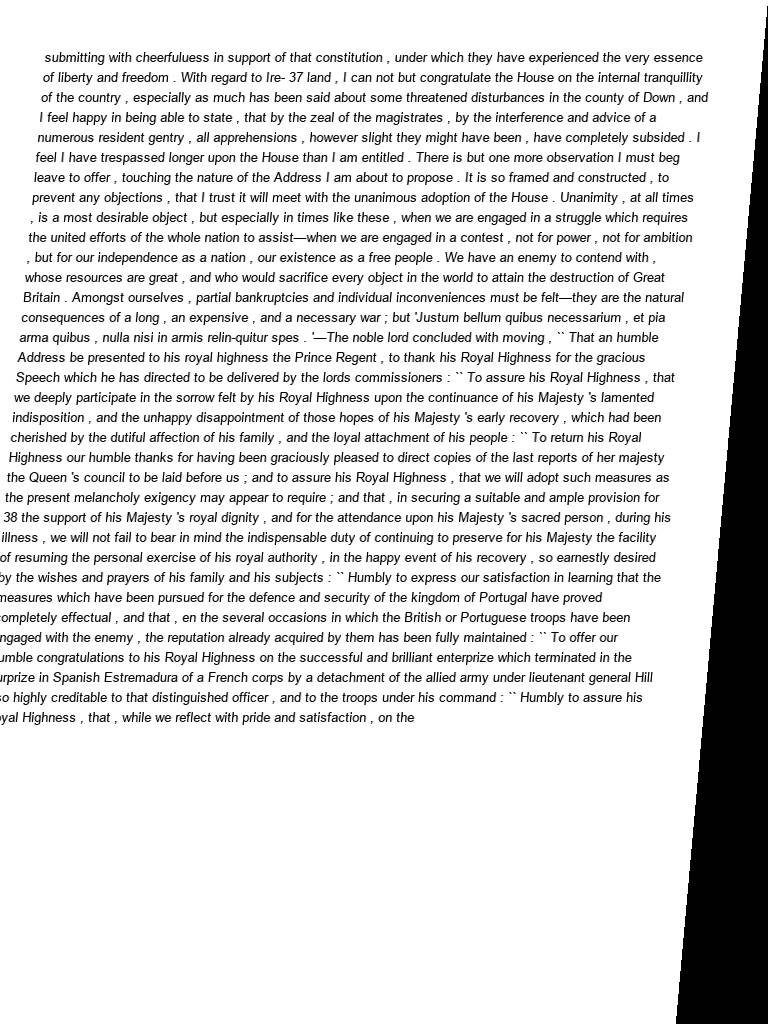 submitting with cheerfuluess in support of that constitution , under which they have experienced the very essence
of liberty and freedom . With regard to Ire- 37 land , I can not but congratulate the House on the internal tranquillity
of the country , especially as much has been said about some threatened disturbances in the county of Down , and
I feel happy in being able to state , that by the zeal of the magistrates , by the interference and advice of a
numerous resident gentry , all apprehensions , however slight they might have been , have completely subsided . I
feel I have trespassed longer upon the House than I am entitled . There is but one more observation I must beg
leave to offer , touching the nature of the Address I am about to propose . It is so framed and constructed , to
prevent any objections , that I trust it will meet with the unanimous adoption of the House . Unanimity , at all times
, is a most desirable object , but especially in times like these , when we are engaged in a struggle which requires
the united efforts of the whole nation to assist—when we are engaged in a contest , not for power , not for ambition
, but for our independence as a nation , our existence as a free people . We have an enemy to contend with ,
whose resources are great , and who would sacrifice every object in the world to attain the destruction of Great
Britain . Amongst ourselves , partial bankruptcies and individual inconveniences must be felt—they are the natural
consequences of a long , an expensive , and a necessary war ; but 'Justum bellum quibus necessarium , et pia
arma quibus , nulla nisi in armis relin-quitur spes . '—The noble lord concluded with moving , `` That an humble
Address be presented to his royal highness the Prince Regent , to thank his Royal Highness for the gracious
Speech which he has directed to be delivered by the lords commissioners : `` To assure his Royal Highness , that
we deeply participate in the sorrow felt by his Royal Highness upon the continuance of his Majesty 's lamented
indisposition , and the unhappy disappointment of those hopes of his Majesty 's early recovery , which had been
cherished by the dutiful affection of his family , and the loyal attachment of his people : `` To return his Royal
Highness our humble thanks for having been graciously pleased to direct copies of the last reports of her majesty
the Queen 's council to be laid before us ; and to assure his Royal Highness , that we will adopt such measures as
the present melancholy exigency may appear to require ; and that , in securing a suitable and ample provision for
38 the support of his Majesty 's royal dignity , and for the attendance upon his Majesty 's sacred person , during his
illness , we will not fail to bear in mind the indispensable duty of continuing to preserve for his Majesty the facility
of resuming the personal exercise of his royal authority , in the happy event of his recovery , so earnestly desired
by the wishes and prayers of his family and his subjects : `` Humbly to express our satisfaction in learning that the
measures which have been pursued for the defence and security of the kingdom of Portugal have proved
completely effectual , and that , en the several occasions in which the British or Portuguese troops have been
ngaged with the enemy , the reputation already acquired by them has been fully maintained : `` To offer our
umble congratulations to his Royal Highness on the successful and brilliant enterprize which terminated in the
urprize in Spanish Estremadura of a French corps by a detachment of the allied army under lieutenant general Hill
so highly creditable to that distinguished officer , and to the troops under his command : `` Humbly to assure his
oyal Highness , that , while we reflect with pride and satisfaction , on the